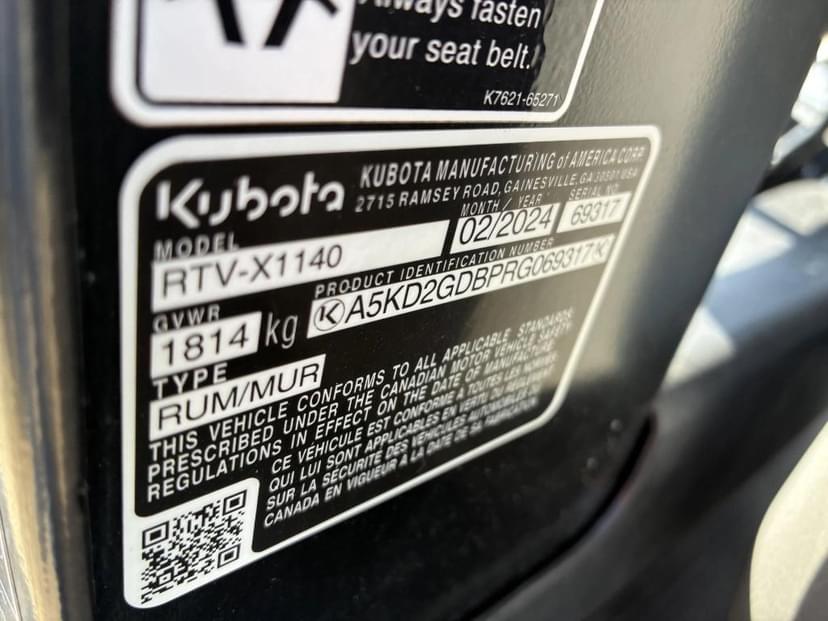 Always fasten
your seat belt.
K7621-65271
Kubota
KUBOTA MANUFACTURING of AMERICA CORP.
2715 RAMSEY ROAD, GAINESVILLE, GA 30501 USA
MODEL
MONTH / YEAR
SERIAL NO.
RTV-X1140
02/2024
69317
GVWR
PRODUCT IDENTIFICATION NUMBER
1814 kg
A5KD2GDBPRG069317
TYPE
RUM/MUR
THIS VEHICLE CONFORMS TO ALL APPLICABLE STANDARDS
PRESCRIBED UNDER THE CANADIAN MOTOR VEHICLE SAFETY
REGULATIONS IN EFFECT ON THE DATE OF MANUFACTURE.
CE VÉHICULE EST CONFORME À TOUTES LES NORMES
QUI LUI SONT APPLICABLES EN VERTU DU RÈGLEMENT
SUR LA SÉCURITÉ DES VÉHICULES AUTOMOBILES DU
CANADA EN VIGUEUR À LA DATE DE SA FABRICATION.